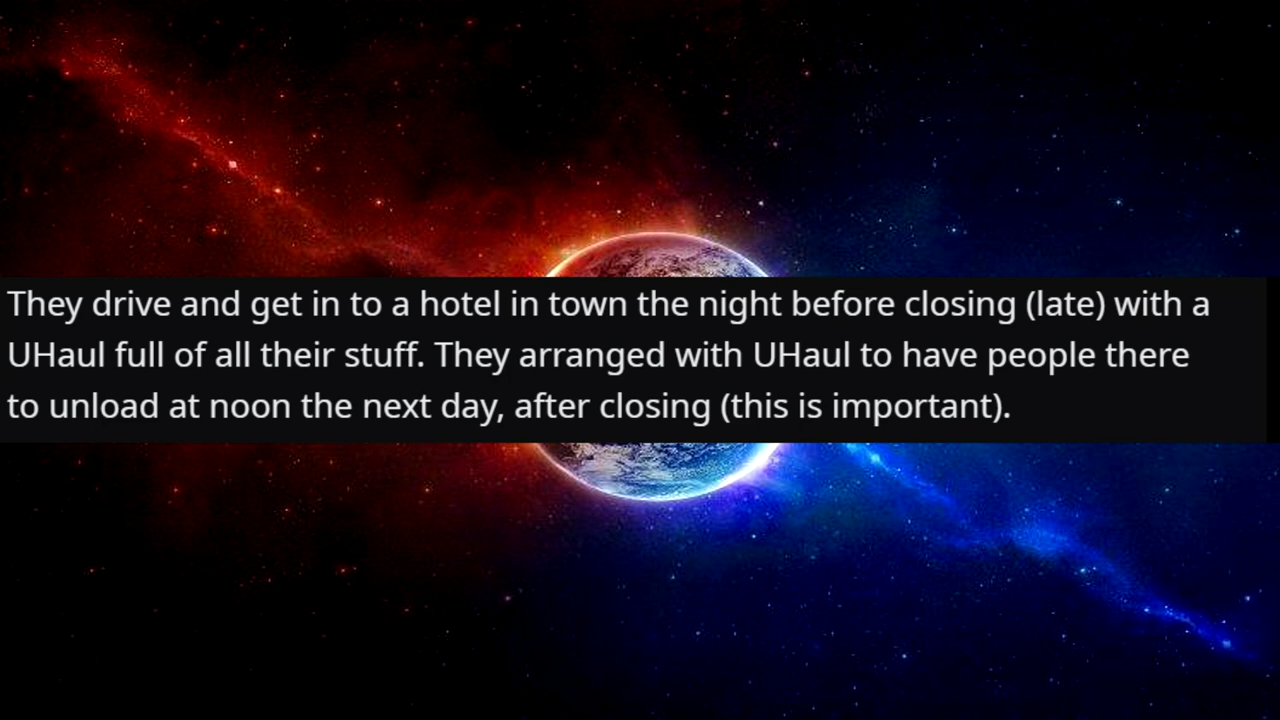 They drive and get in to a hotel in town the night before closing (late) with a
UHaul full of all their stuff. They arranged with UHaul to have people there
to unload at noon the next day, after closing (this is important).